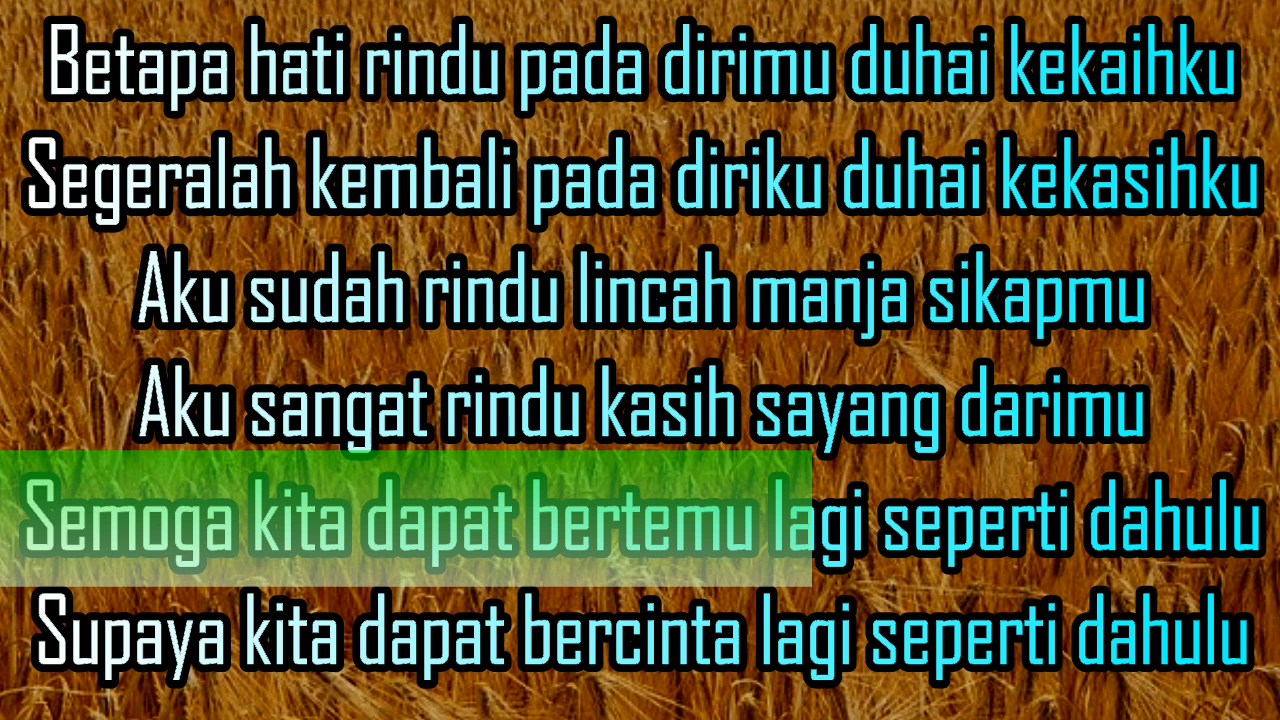 Betapa hati rindu pada dirimu duhai kekaihku
Segeralah kembali pada diriku duhai kekasihku
Aku sudah rindu lincah manja sikapmu
Aku sangat rindu kasih sayang darimu
Semoga kita dapat bertemu lagi seperti dahulu
Supaya kita dapat bercinta lagi seperti dahulu